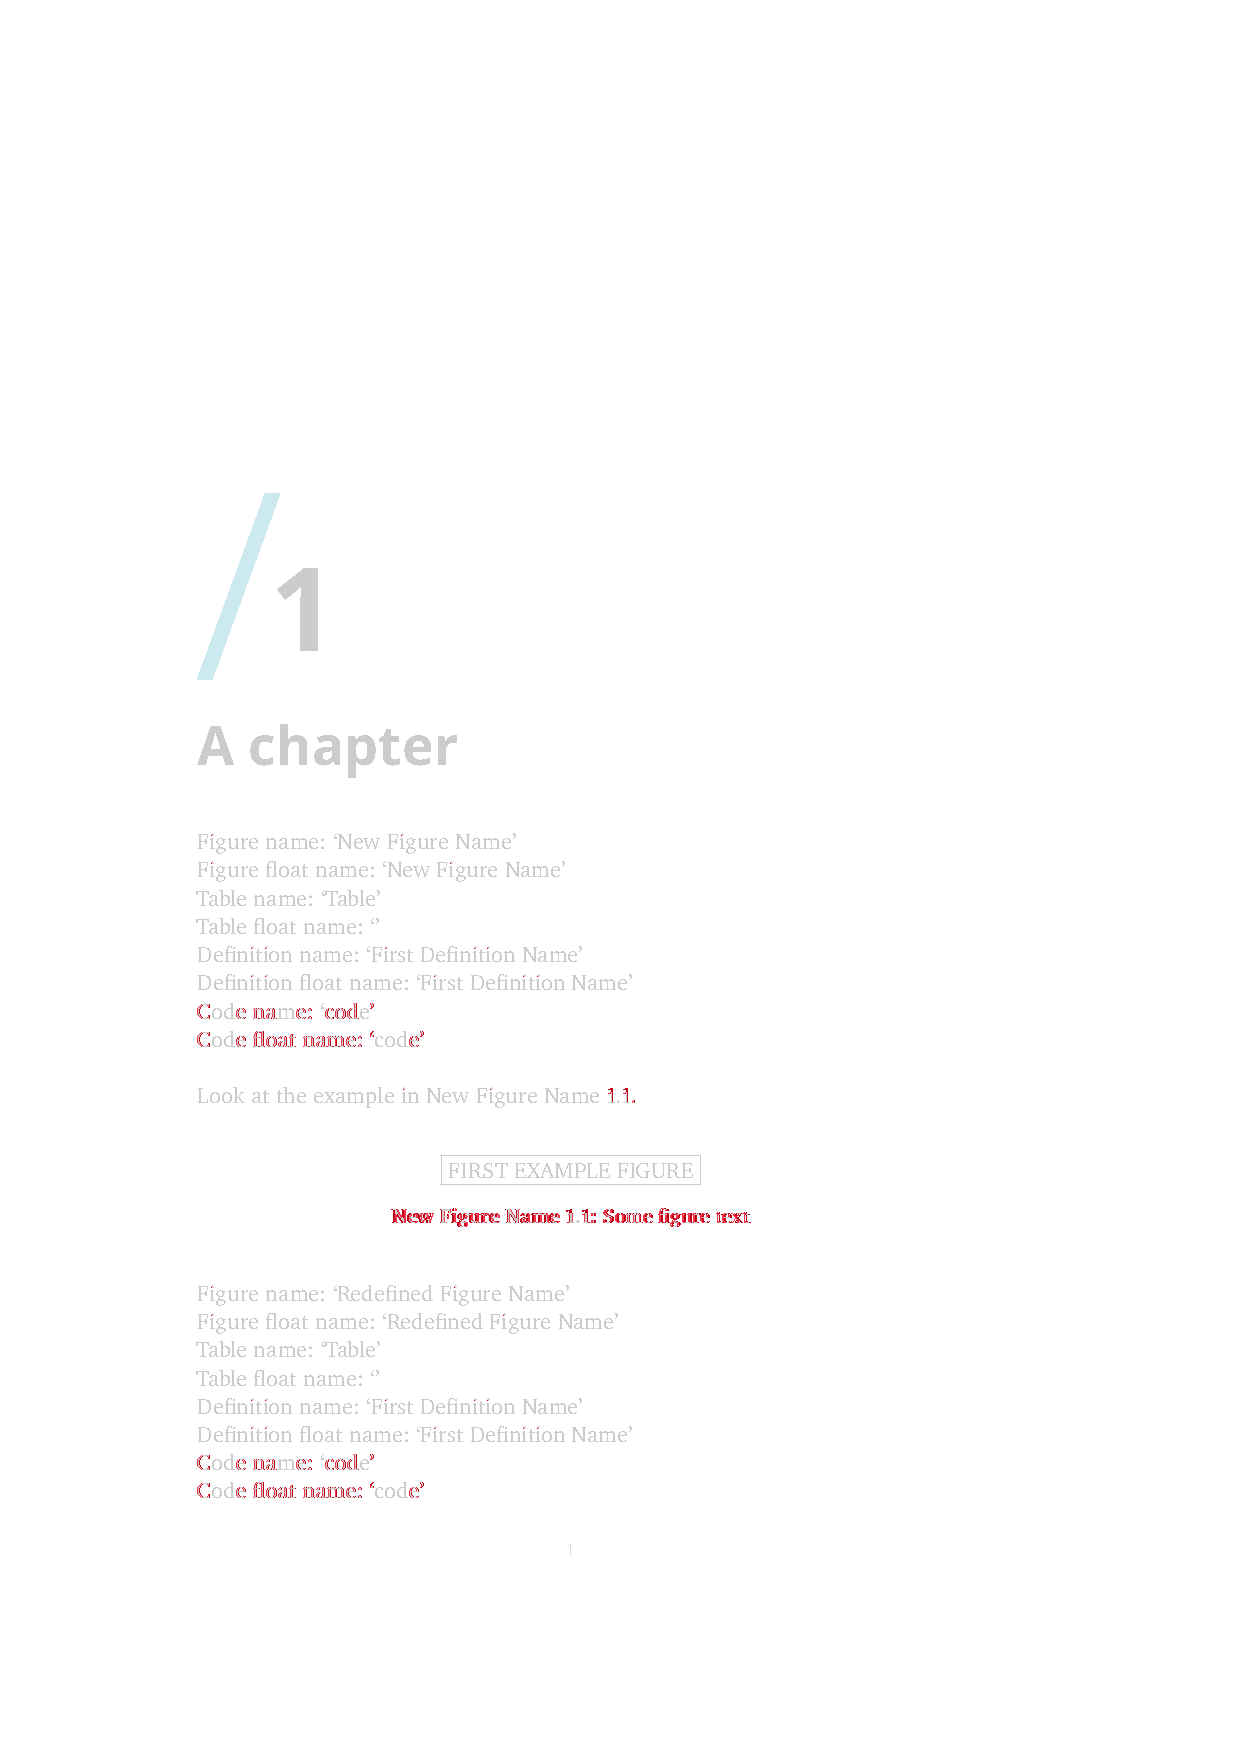 /1
A chapter
Figure name: ‘New Figure Name’
Figure float name: ‘New Figure Name’
Table name: ‘Table’
Table float name: ‘’
Definition name: ‘First Definition Name’
Definition float name: ‘First Definition Name’
Code name: ‘code’
Code float name: ‘code’
Look at the example in New Figure Name 1.1.
FIRST EXAMPLE FIGURE
New Figure Name 1.1: Some figure text
Figure name: ‘Redefined Figure Name’
Figure float name: ‘Redefined Figure Name’
Table name: ‘Table’
Table float name: ‘’
Definition name: ‘First Definition Name’
Definition float name: ‘First Definition Name’
Code name: ‘code’
Code float name: ‘code’
1